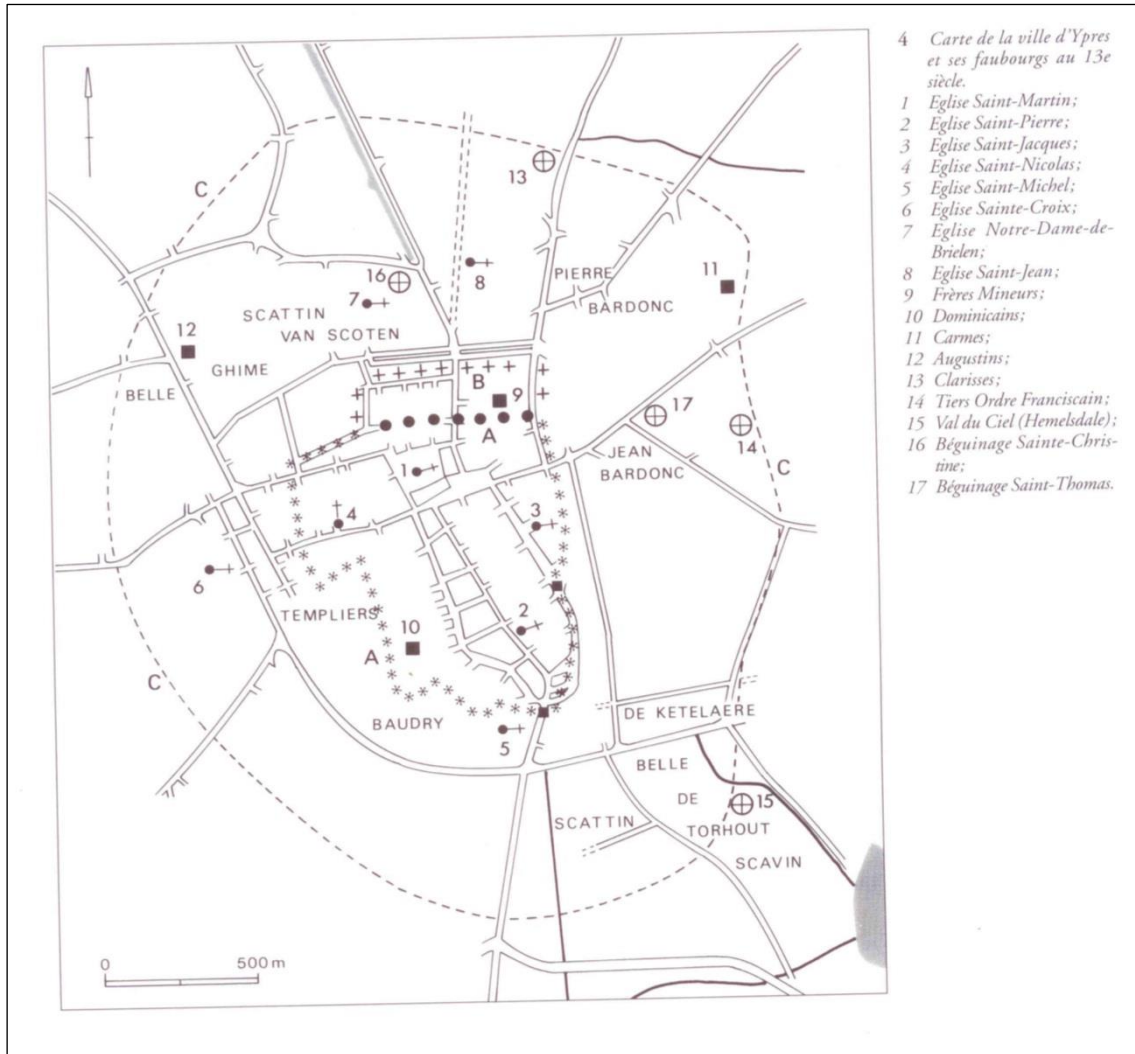 4 Carte de la ville d'Ypres
et ses faubourgs au 13e
siècle.
1 Eglise Saint-Martin;
2 Eglise Saint-Pierre;
3 Eglise Saint-Jacques;
4 Eglise Saint-Nicolas;
5 Eglise Saint-Michel;
6 Eglise Sainte-Croix;
7 Eglise Notre-Dame-de-
Brielen;
8 Eglise Saint-Jean;
9 Frères Mineurs;
10 Dominicains;
11 Carmes;
12 Augustins;
13 Clarisses;
14 Tiers Ordre Franciscain;
15 Val du Ciel (Hemelsdale);
16 Béguinage Sainte-Chris-
tine;
17 Béguinage Saint-Thomas.
C
13
16
8
PIERRE
11
7
BARDONC
SCATTIN
VAN SCOTEN
12
GHIME
BELLE
B
9
A
17
14
1
JEAN
BARDONC
C
4
3
6
TEMPLIERS
2
10
A
C
BAUDRY
5
DE KETELAERE
BELLE
DE
15
SCATTIN
TORHOUT
SCAVIN
0 500 m